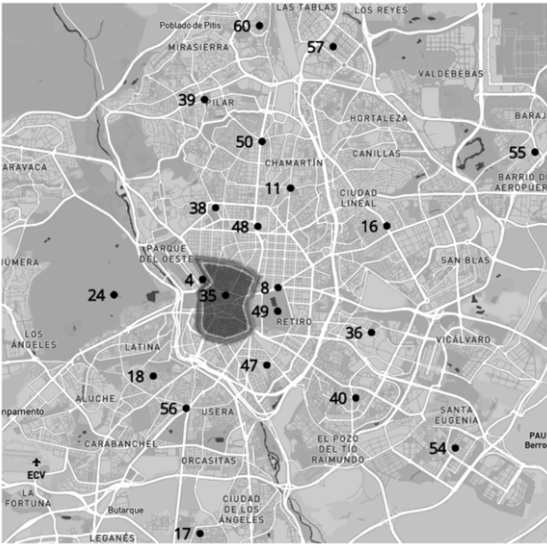 LAS TABLAS
LOS REYES
60
Poblado de Pitis
57
MIRASIERRA
VALDEBEBAS
39
PILAR
HORTALEZA
BARAJ
50
CHAMARTÍN
CANILLAS
55
ARAVACA
BARRIO DE
AEROPUER
11
CIUDAD
LINEAL
38
48
16
PARQUE
DEL OESTE
ÚMERA
SAN BLAS
4
8
24
35
49
RETIRO
36
LOS
ÁNGELES
VICÁLVARO
LATINA
47
18
ALUCHE
40
56
USERA
SANTA
EUGENIA
mpamento
CARABANCHEL
EL POZO
DEL TÍO
RAIMUNDO
PAU
Berro
54
ORCASITAS
ECV
LA
FORTUNA
CIUDAD
DE LOS
ÁNGELES
Butarque
17
LEGANÉS